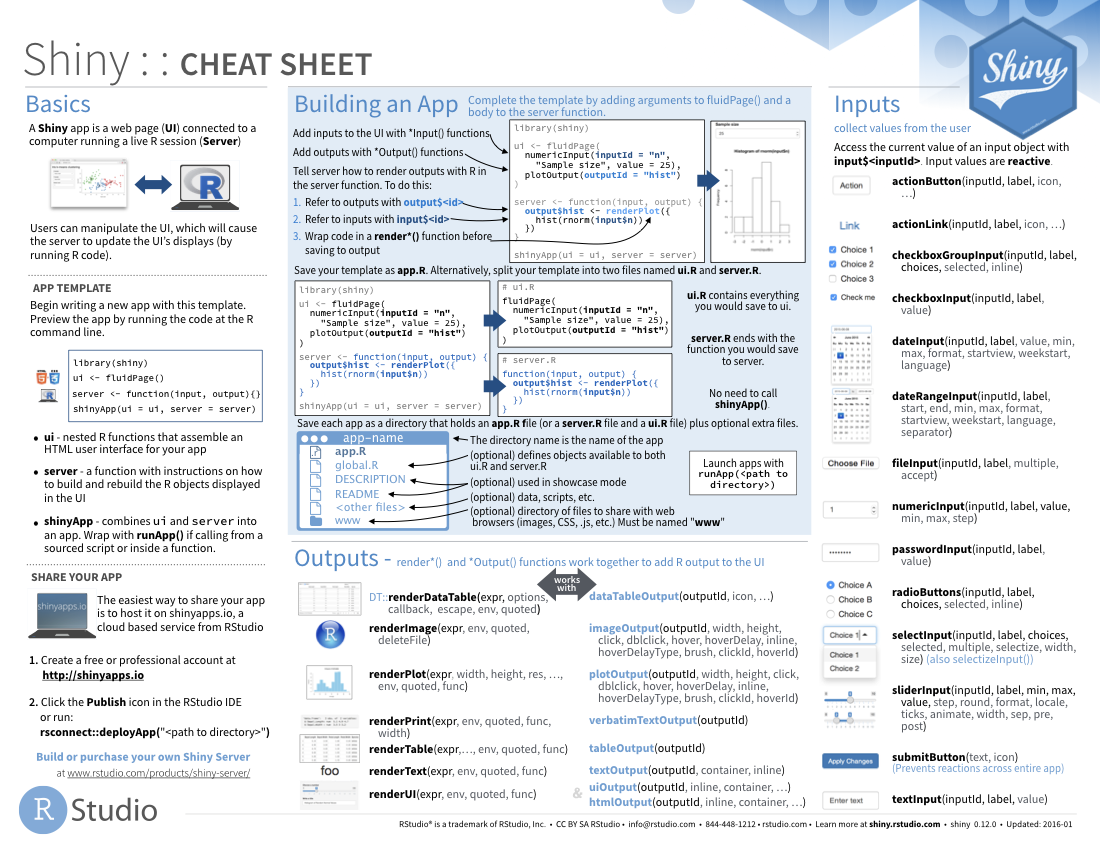 Shiny : : CHEAT SHEET
Shiny
Basics
A Shiny app is a web page (UI) connected to a
computer running a live R session (Server)
Users can manipulate the UI, which will cause
the server to update the UI's displays (by
running R code).
APP TEMPLATE
Begin writing a new app with this template.
Preview the app by running the code at the R
command line.
library(shiny)
ui <- fluidPage()
server <- function(input, output){}
shinyApp(ui = ui, server = server)
• ui - nested R functions that assemble an
HTML user interface for your app
• server - a function with instructions on how
to build and rebuild the R objects displayed
in the UI
• shinyApp - combines ui and server into
an app. Wrap with runApp() if calling from a
sourced script or inside a function.
SHARE YOUR APP
shinyapps.io
The easiest way to share your app
is to host it on shinyapps.io, a
cloud based service from RStudio
1. Create a free or professional account at
http://shinyapps.io
2. Click the Publish icon in the RStudio IDE
or run:
rsconnect::deployApp("<path to directory>")
Build or purchase your own Shiny Server
at www.rstudio.com/products/shiny-server/
R Studio
Building an App
Complete the template by adding arguments to fluidPage() and a
body to the server function.
Add inputs to the UI with *Input() functions
Add outputs with *Output() functions
Tell server how to render outputs with R in
the server function. To do this:
1. Refer to outputs with output$<id>
2. Refer to inputs with input$<id>
3. Wrap code in a render*() function before
saving to output
library(shiny)
ui <- fluidPage(
numericInput(inputId = "n",
"Sample size", value = 25),
plotOutput(outputId = "hist")
)
server <- function(input, output) {
output$hist <- renderPlot({
hist(rnorm(input$n))
})
}
shinyApp(ui = ui, server = server)
Sample size
Histogram of rnorm(input$n)
Frequency
rnorm(input$n)
Save your template as app.R. Alternatively, split your template into two files named ui.R and server.R.
library(shiny)
ui <- fluidPage(
numericInput(inputId = "n",
"Sample size", value = 25),
plotOutput(outputId = "hist")
)
server <- function(input, output) {
output$hist <- renderPlot({
hist(rnorm(input$n))
})
}
shinyApp(ui = ui, server = server)
# ui.R
fluidPage(
numericInput(inputId = "n",
"Sample size", value = 25),
plotOutput(outputId = "hist")
)
# server.R
function(input, output) {
output$hist <- renderPlot({
hist(rnorm(input$n))
})
}
ui.R contains everything
you would save to ui.
server.R ends with the
function you would save
to server.
No need to call
shinyApp().
Save each app as a directory that holds an app.R file (or a server.R file and a ui.R file) plus optional extra files.
app-name
app.R
global.R
DESCRIPTION
README
<other files>
www
The directory name is the name of the app
(optional) defines objects available to both
ui.R and server.R
(optional) used in showcase mode
(optional) data, scripts, etc.
(optional) directory of files to share with web
browsers (images, CSS, .js, etc.) Must be named "www"
Launch apps with
runApp(<path to
directory>)
Outputs - render*() and *Output() functions work together to add R output to the UI
works
with
DT::renderDataTable(expr, options,
callback, escape, env, quoted)
dataTableOutput(outputId, icon, …)
renderImage(expr, env, quoted,
deleteFile)
imageOutput(outputId, width, height,
click, dblclick, hover, hoverDelay, inline,
hoverDelayType, brush, clickId, hoverId)
renderPlot(expr, width, height, res, …,
env, quoted, func)
plotOutput(outputId, width, height, click,
dblclick, hover, hoverDelay, inline,
hoverDelayType, brush, clickId, hoverId)
renderPrint(expr, env, quoted, func,
width)
verbatimTextOutput(outputId)
renderTable(expr,…, env, quoted, func)
tableOutput(outputId)
foo
renderText(expr, env, quoted, func)
textOutput(outputId, container, inline)
renderUI(expr, env, quoted, func)
& uiOutput(outputId, inline, container, …)
htmlOutput(outputId, inline, container, …)
Inputs
collect values from the user
Access the current value of an input object with
input$<inputId>. Input values are reactive.
Action
actionButton(inputId, label, icon,
…)
Link
actionLink(inputId, label, icon, …)
Choice 1
Choice 2
Choice 3
checkboxGroupInput(inputId, label,
choices, selected, inline)
Check me
checkboxInput(inputId, label,
value)
dateInput(inputId, label, value, min,
max, format, startview, weekstart,
language)
dateRangeInput(inputId, label,
start, end, min, max, format,
startview, weekstart, language,
separator)
Choose File
fileInput(inputId, label, multiple,
accept)
1
numericInput(inputId, label, value,
min, max, step)
••••••••
passwordInput(inputId, label,
value)
Choice A
Choice B
Choice C
radioButtons(inputId, label,
choices, selected, inline)
Choice 1
Choice 1
Choice 2
selectInput(inputId, label, choices,
selected, multiple, selectize, width,
size) (also selectizeInput())
sliderInput(inputId, label, min, max,
value, step, round, format, locale,
ticks, animate, width, sep, pre,
post)
Apply Changes
submitButton(text, icon)
(Prevents reactions across entire app)
Enter text
textInput(inputId, label, value)
RStudio® is a trademark of RStudio, Inc. • CC BY SA RStudio • info@rstudio.com • 844-448-1212 • rstudio.com • Learn more at shiny.rstudio.com • shiny 0.12.0 • Updated: 2016-01